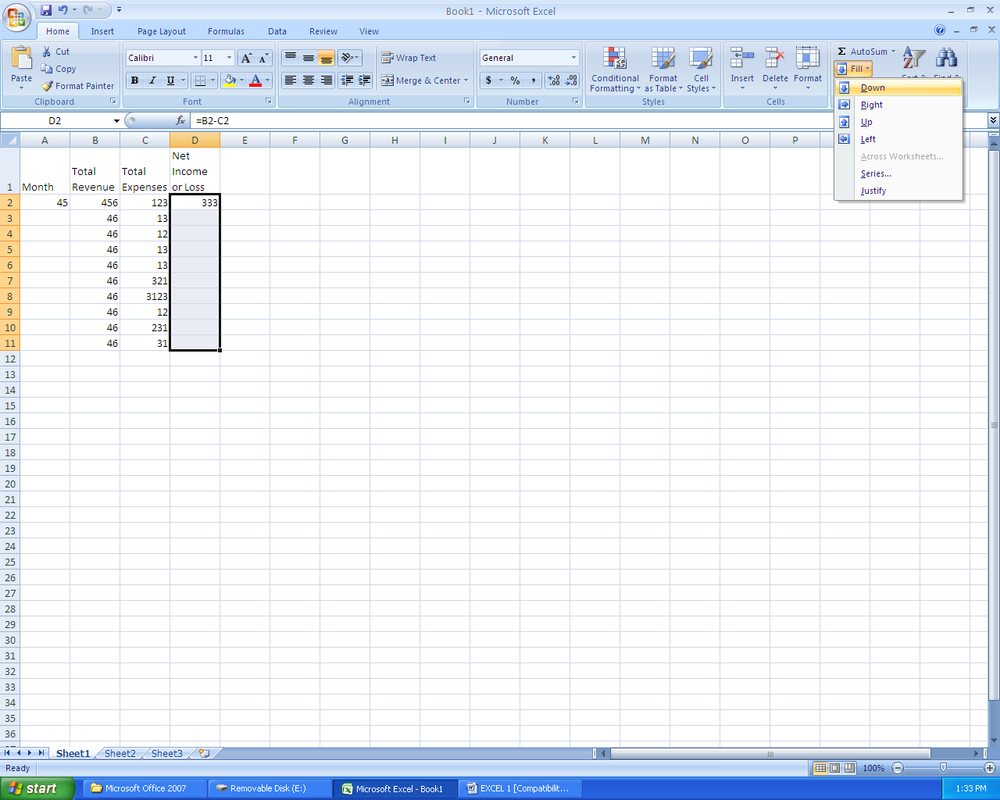 Book1 - Microsoft Excel
Home Insert Page Layout Formulas Data Review View
Paste
Cut
Copy
Format Painter
Clipboard
Calibri 11
B I U
Font
Wrap Text
Merge & Center
Alignment
General
$ % ,
Number
Conditional Formatting
Format as Table
Cell Styles
Styles
Insert Delete Format
Cells
Σ AutoSum
Fill
Down
Right
Up
Left
Across Worksheets...
Series...
Justify
D2 fx =B2-C2
A B C D E F G H I J K L M N O P
1 Month Total Revenue Total Expenses Net Income or Loss
2 45 456 123 333
3 46 13
4 46 12
5 46 13
6 46 13
7 46 321
8 46 3123
9 46 12
10 46 231
11 46 31
12
13
14
15
16
17
18
19
20
21
22
23
24
25
26
27
28
29
30
31
32
33
34
35
36
Sheet1 Sheet2 Sheet3
Ready 100%
start Microsoft Office 2007 Removable Disk (E:) Microsoft Excel - Book1 EXCEL 1 [Compatibilit... 1:33 PM